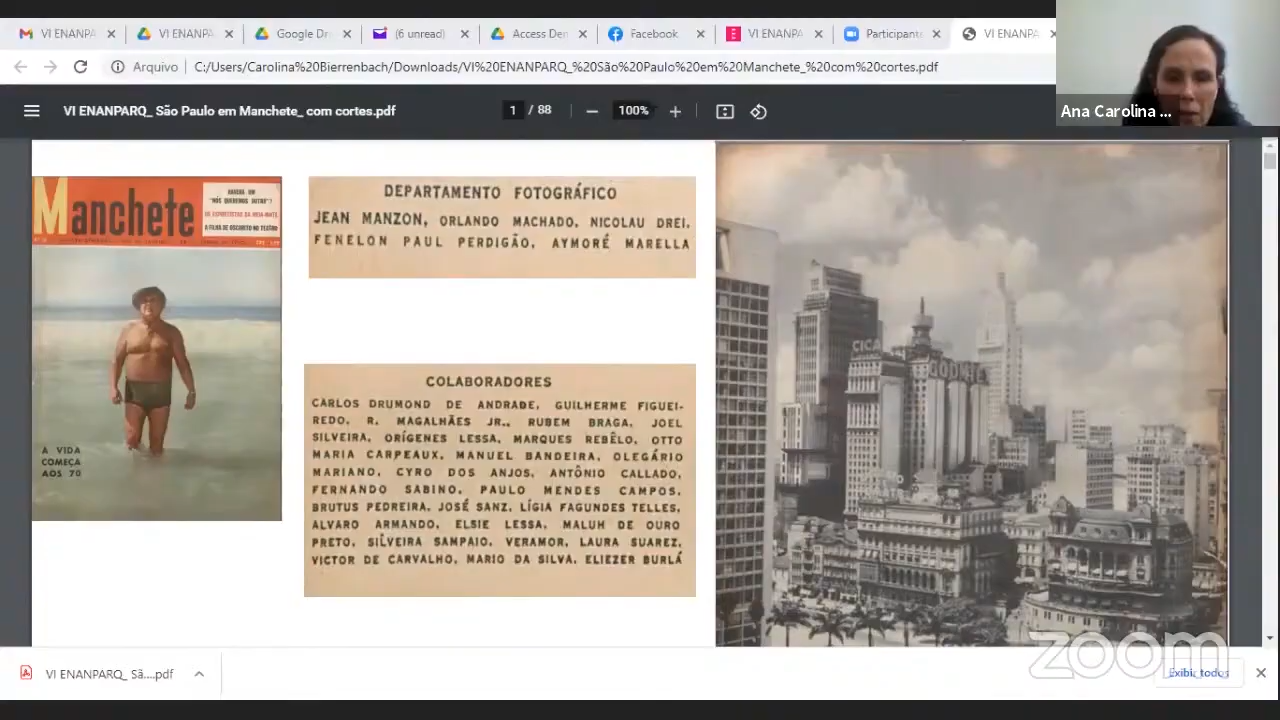 VI ENANPA
VI ENANPA
Google Dr
(6 unread)
Access Den
Facebook
VI ENANPA
Participant
VI ENANPA
Arquivo
C:/Users/Carolina%20Bierrenbach/Downloads/VI%20ENANPARQ_%20São%20Paulo%20em%20Manchete_%20com%20cortes.pdf
VI ENANPARQ_ São Paulo em Manchete_ com cortes.pdf
1 / 88
100%
Ana Carolina ...
Manchete
"NÓS QUEREMOS
A FILHA DE OSCARITO NO TEATRO
A VIDA
COMEÇA
AOS 70
DEPARTAMENTO FOTOGRÁFICO
JEAN MANZON, ORLANDO MACHADO, NICOLAU DREI,
FENELON PAUL PERDIGÃO, AYMORÉ MARELLA
COLABORADORES
CARLOS DRUMOND DE ANDRADE, GUILHERME FIGUEI-
REDO, R. MAGALHÃES JR., RUBEM BRAGA, JOEL
SILVEIRA, ORÍGENES LESSA, MARQUES REBÊLO, OTTO
MARIA CARPEAUX, MANUEL BANDEIRA, OLEGÁRIO
MARIANO, CYRO DOS ANJOS, ANTÔNIO CALLADO,
FERNANDO SABINO, PAULO MENDES CAMPOS,
BRUTUS PEDREIRA, JOSÉ SANZ, LÍGIA FAGUNDES TELLES,
ALVARO ARMANDO, ELSIE LESSA, MALUH DE OURO
PRETO, SILVEIRA SAMPAIO, VERAMOR, LAURA SUAREZ,
VICTOR DE CARVALHO, MARIO DA SILVA, ELIEZER BURLÁ
CICA
zoom
VI ENANPARQ_ Sã....pdf
Exibir todos